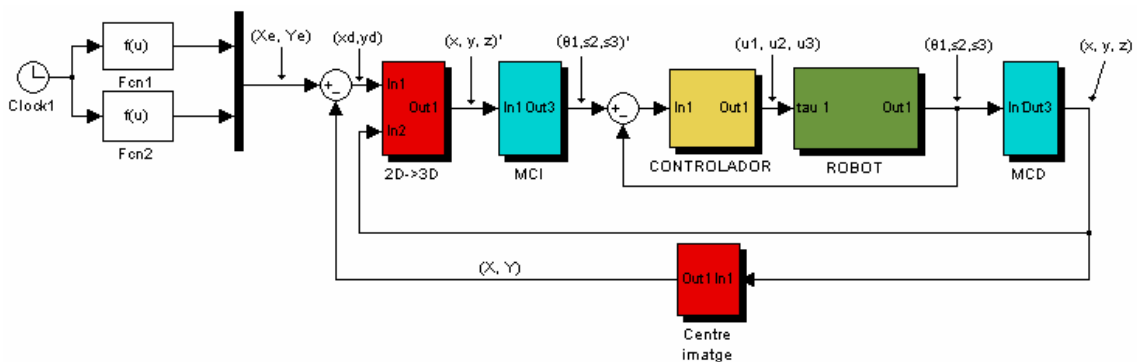 (Xe, Ye)
(xd,yd)
(x, y, z)'
(θ1,s2,s3)'
(u1, u2, u3)
(θ1,s2,s3)
(x, y, z)
f(u)
Fcn1
Clock1
f(u)
Fcn2
In1
Out1
In2
2D->3D
In1 Out3
MCI
In1 Out1
CONTROLADOR
tau 1 Out1
ROBOT
In1 Out3
MCD
(X, Y)
Out1 In1
Centre
imatge